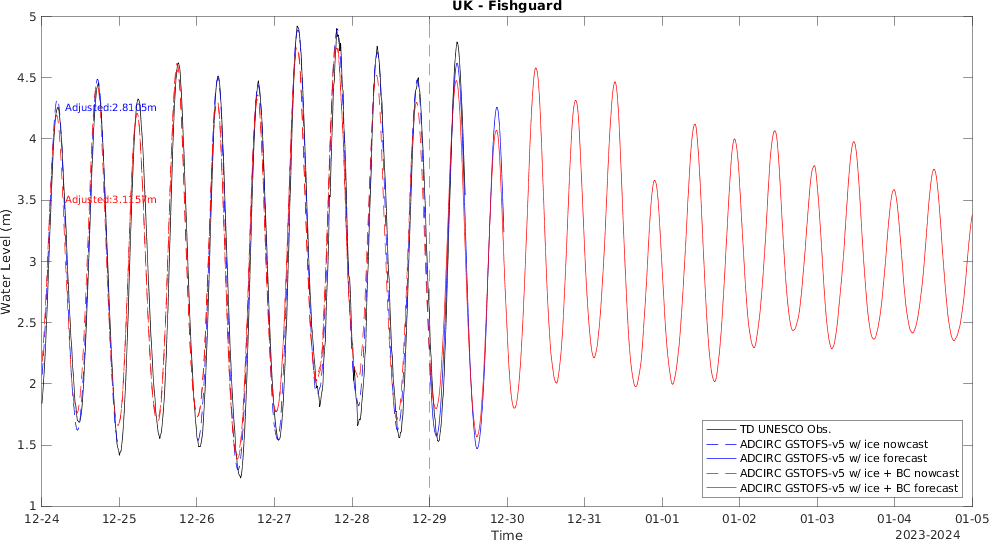 UK - Fishguard
5
4.5
4
3.5
3
2.5
2
1.5
1
Water Level (m)
Adjusted:2.8105m
Adjusted:3.1157m
TD UNESCO Obs.
ADCIRC GSTOFS-v5 w/ ice nowcast
ADCIRC GSTOFS-v5 w/ ice forecast
ADCIRC GSTOFS-v5 w/ ice + BC nowcast
ADCIRC GSTOFS-v5 w/ ice + BC forecast
12-24 12-25 12-26 12-27 12-28 12-29 12-30 12-31 01-01 01-02 01-03 01-04 01-05
Time
2023-2024